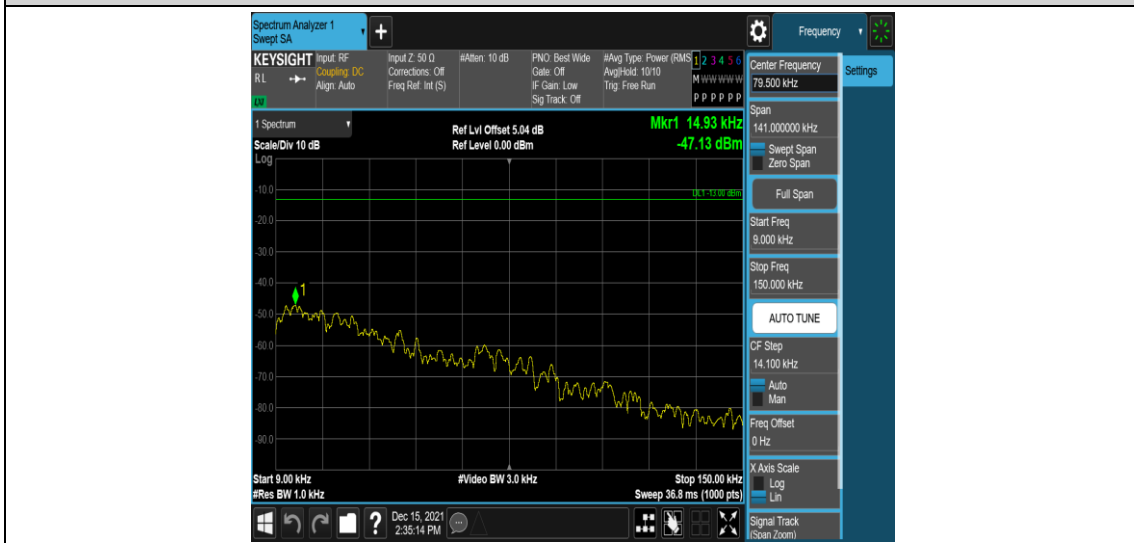 Spectrum Analyzer 1
Swept SA
+
Frequency
KEYSIGHT
RL
LXI
Input: RF
Coupling: DC
Align: Auto
Input Z: 50 Ω
Corrections: Off
Freq Ref: Int (S)
#Atten: 10 dB
PNO: Best Wide
Gate: Off
IF Gain: Low
Sig Track: Off
#Avg Type: Power (RMS
Avg|Hold: 10/10
Trig: Free Run
1 2 3 4 5 6
M W W W W W
P P P P P P
1 Spectrum
Scale/Div 10 dB
Ref Lvl Offset 5.04 dB
Ref Level 0.00 dBm
Mkr1 14.93 kHz
-47.13 dBm
Log
-10.0
DL1 -13.00 dBm
-20.0
-30.0
-40.0
1
-50.0
-60.0
-70.0
-80.0
-90.0
Start 9.00 kHz
#Video BW 3.0 kHz
Stop 150.00 kHz
#Res BW 1.0 kHz
Sweep 36.8 ms (1000 pts)
?
Dec 15, 2021
2:35:14 PM
Center Frequency
79.500 kHz
Settings
Span
141.000000 kHz
Swept Span
Zero Span
Full Span
Start Freq
9.000 kHz
Stop Freq
150.000 kHz
AUTO TUNE
CF Step
14.100 kHz
Auto
Man
Freq Offset
0 Hz
X Axis Scale
Log
Lin
Signal Track
(Span Zoom)